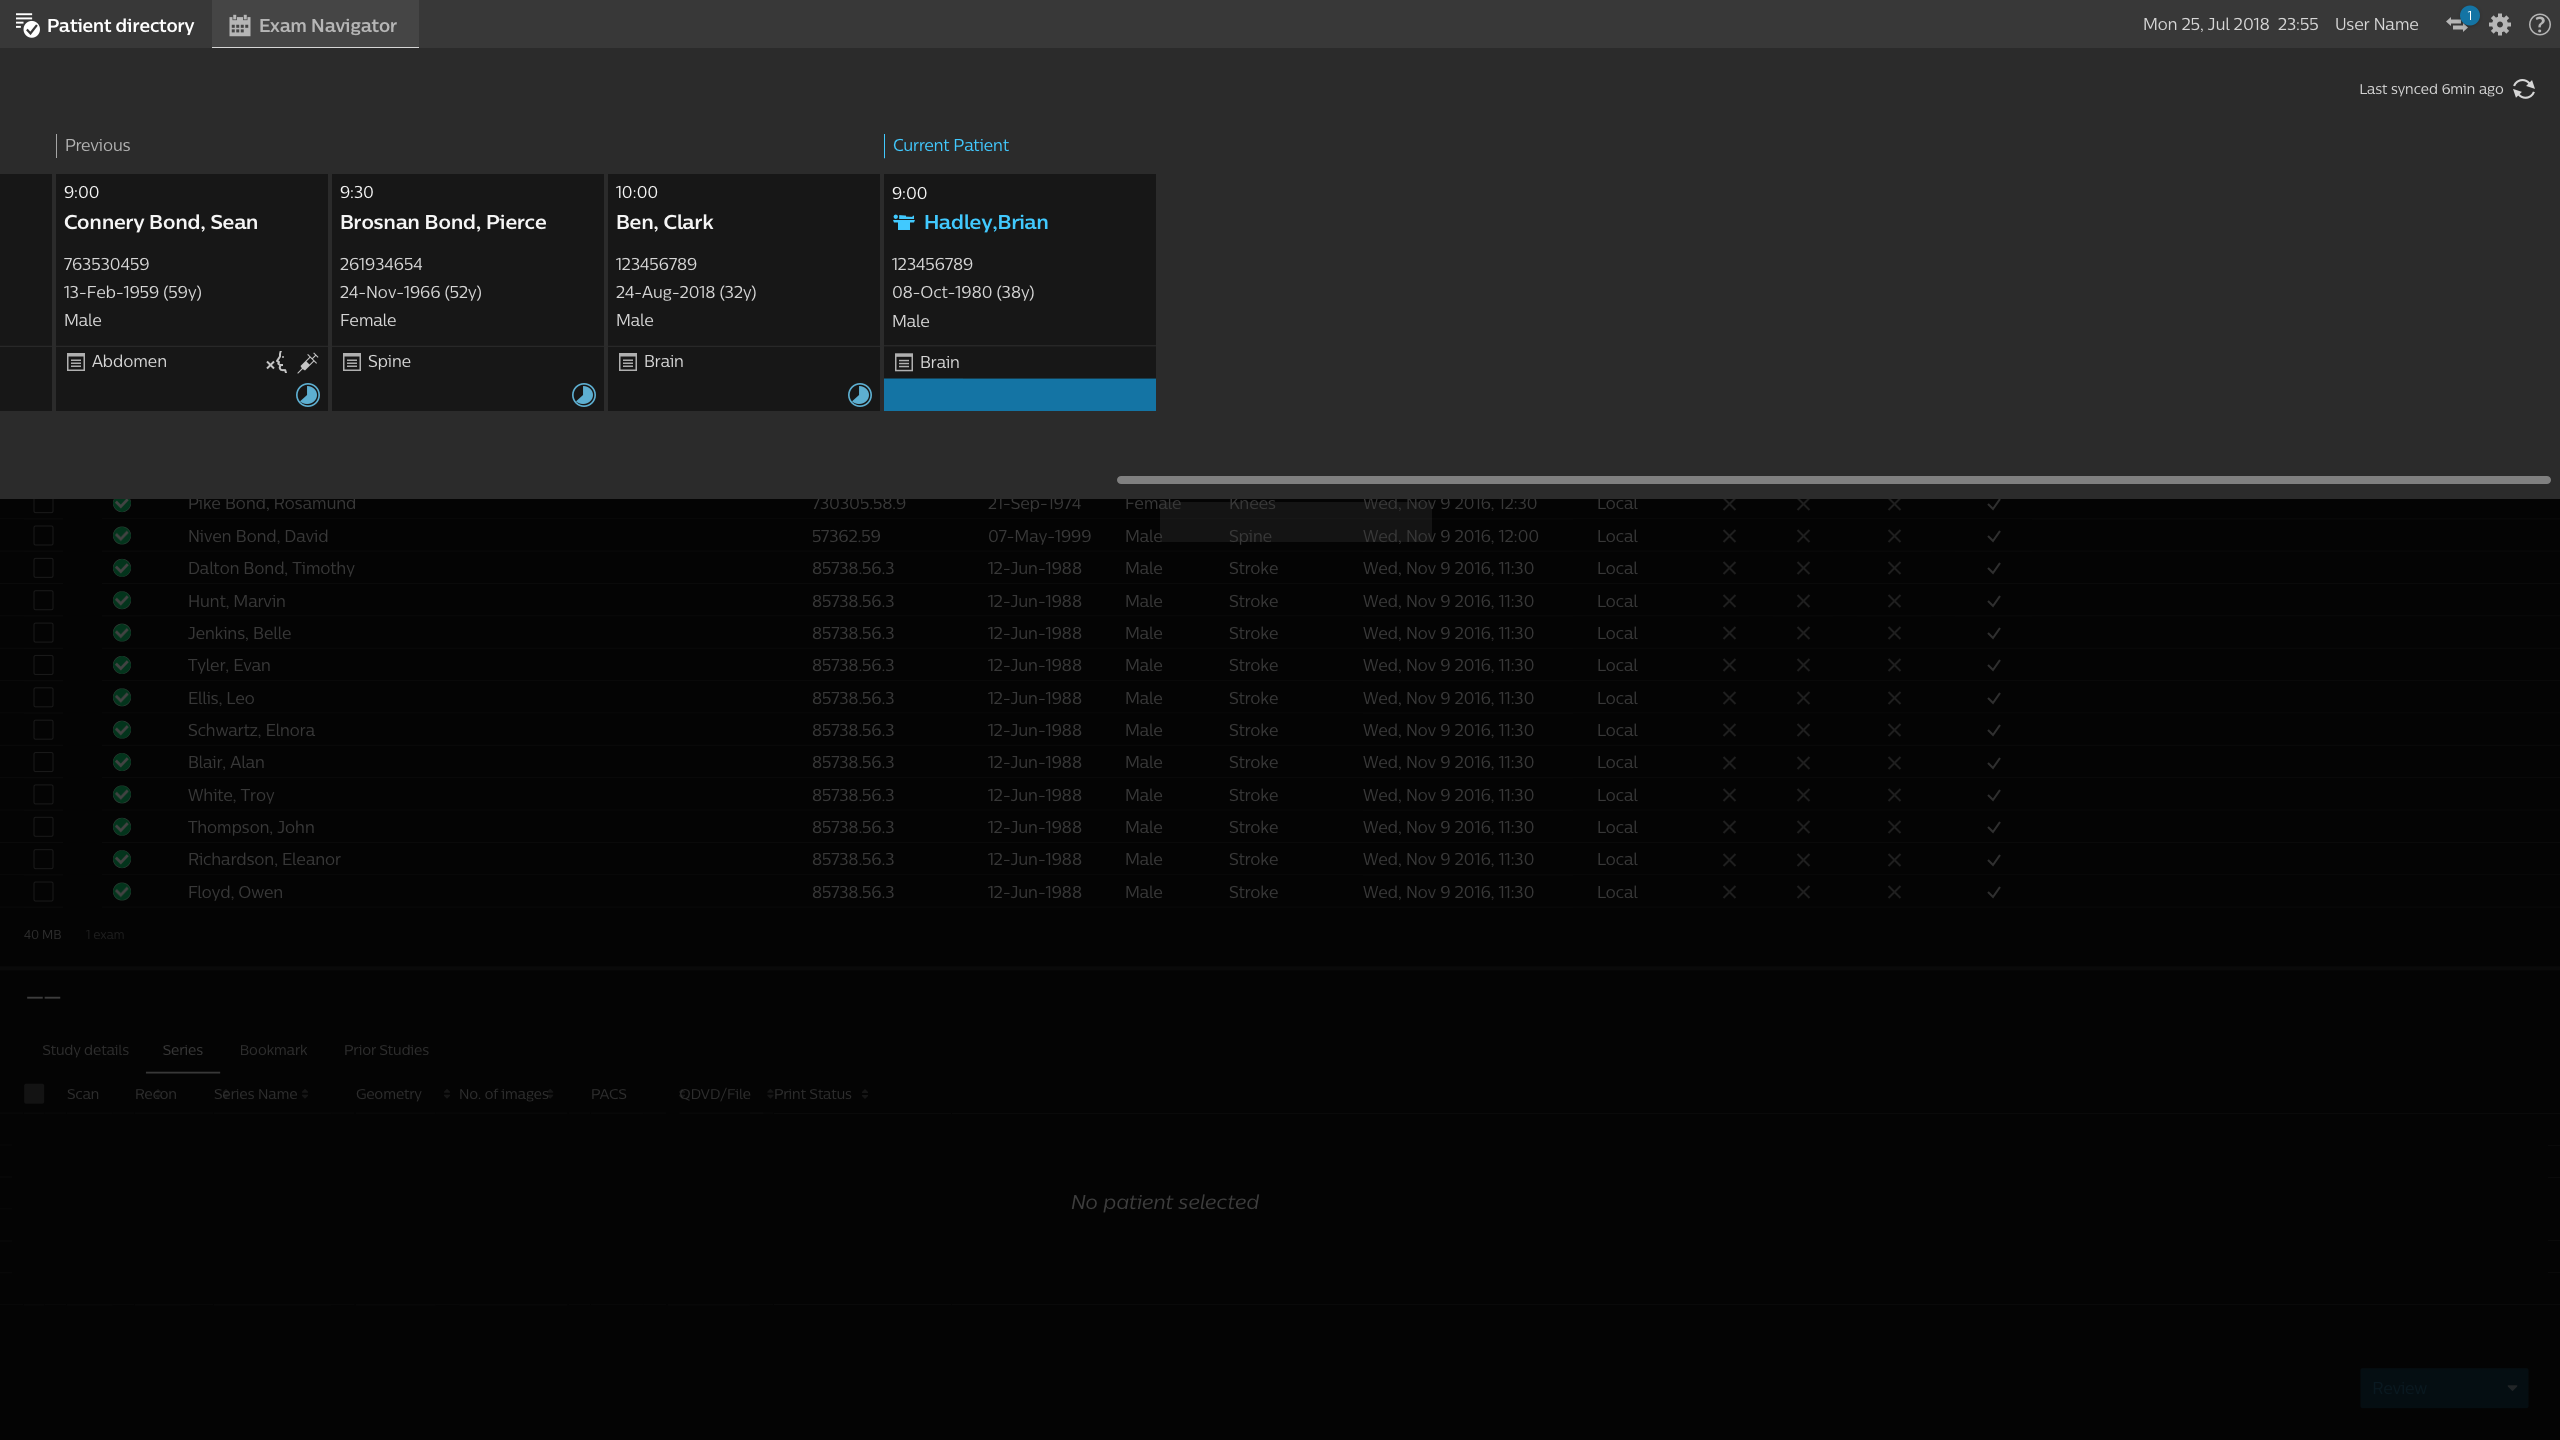 Patient directory
Exam Navigator
Mon 25, Jul 2018 23:55 User Name 1
Last synced 6min ago
Previous
Current Patient
9:00
Connery Bond, Sean
763530459
13-Feb-1959 (59y)
Male
Abdomen
9:30
Brosnan Bond, Pierce
261934654
24-Nov-1966 (52y)
Female
Spine
10:00
Ben, Clark
123456789
24-Aug-2018 (32y)
Male
Brain
9:00
Hadley,Brian
123456789
08-Oct-1980 (38y)
Male
Brain
Pike Bond, Rosamund 730305.58.9 21-Sep-1974 Female Knees Wed, Nov 9 2016, 12:30 Local
Niven Bond, David 57362.59 07-May-1999 Male Spine Wed, Nov 9 2016, 12:00 Local
Dalton Bond, Timothy 85738.56.3 12-Jun-1988 Male Stroke Wed, Nov 9 2016, 11:30 Local
Hunt, Marvin 85738.56.3 12-Jun-1988 Male Stroke Wed, Nov 9 2016, 11:30 Local
Jenkins, Belle 85738.56.3 12-Jun-1988 Male Stroke Wed, Nov 9 2016, 11:30 Local
Tyler, Evan 85738.56.3 12-Jun-1988 Male Stroke Wed, Nov 9 2016, 11:30 Local
Ellis, Leo 85738.56.3 12-Jun-1988 Male Stroke Wed, Nov 9 2016, 11:30 Local
Schwartz, Elnora 85738.56.3 12-Jun-1988 Male Stroke Wed, Nov 9 2016, 11:30 Local
Blair, Alan 85738.56.3 12-Jun-1988 Male Stroke Wed, Nov 9 2016, 11:30 Local
White, Troy 85738.56.3 12-Jun-1988 Male Stroke Wed, Nov 9 2016, 11:30 Local
Thompson, John 85738.56.3 12-Jun-1988 Male Stroke Wed, Nov 9 2016, 11:30 Local
Richardson, Eleanor 85738.56.3 12-Jun-1988 Male Stroke Wed, Nov 9 2016, 11:30 Local
Floyd, Owen 85738.56.3 12-Jun-1988 Male Stroke Wed, Nov 9 2016, 11:30 Local
40 MB 1 exam
Study details Series Bookmark Prior Studies
Scan Recon Series Name Geometry No. of images PACS QDVD/File Print Status
No patient selected
Review